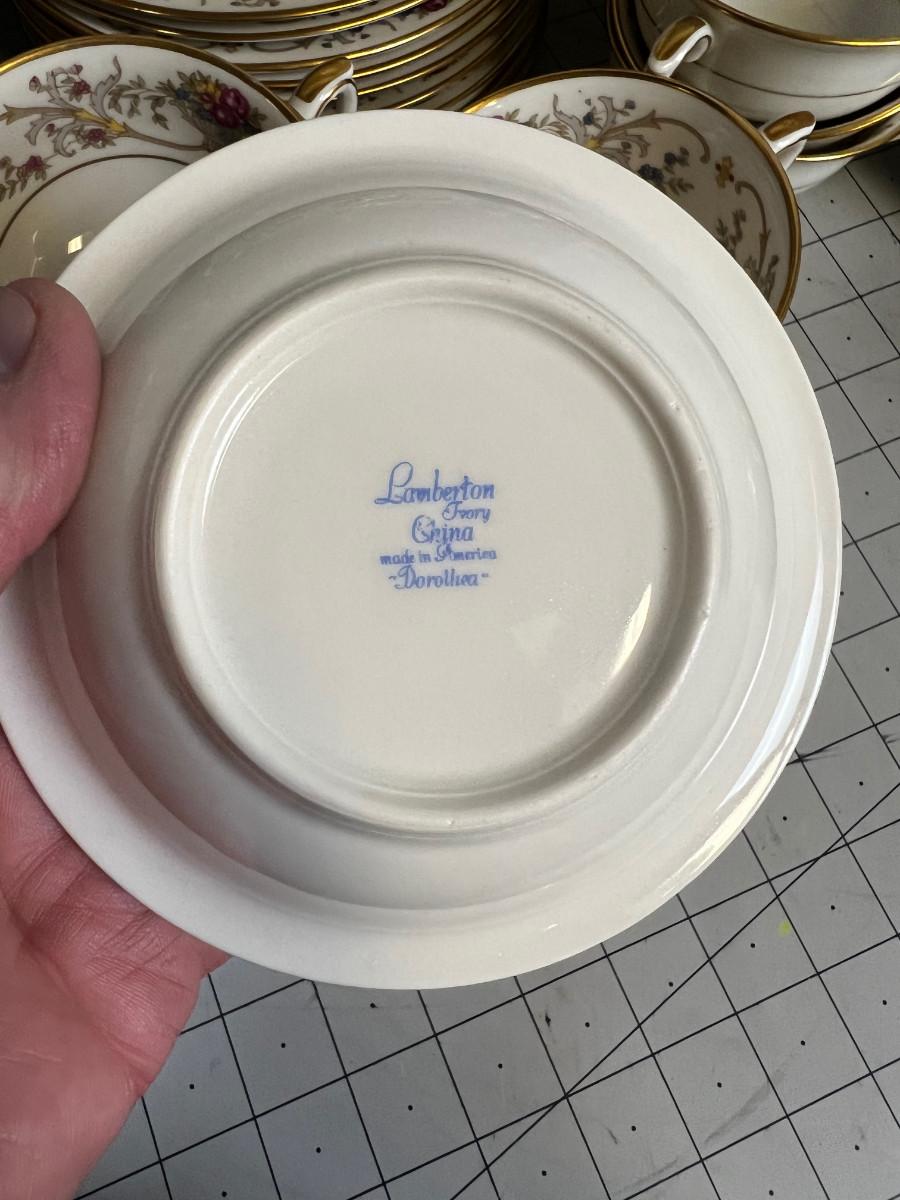 Lamberton
Ivory
China
made in America
-Dorothea-